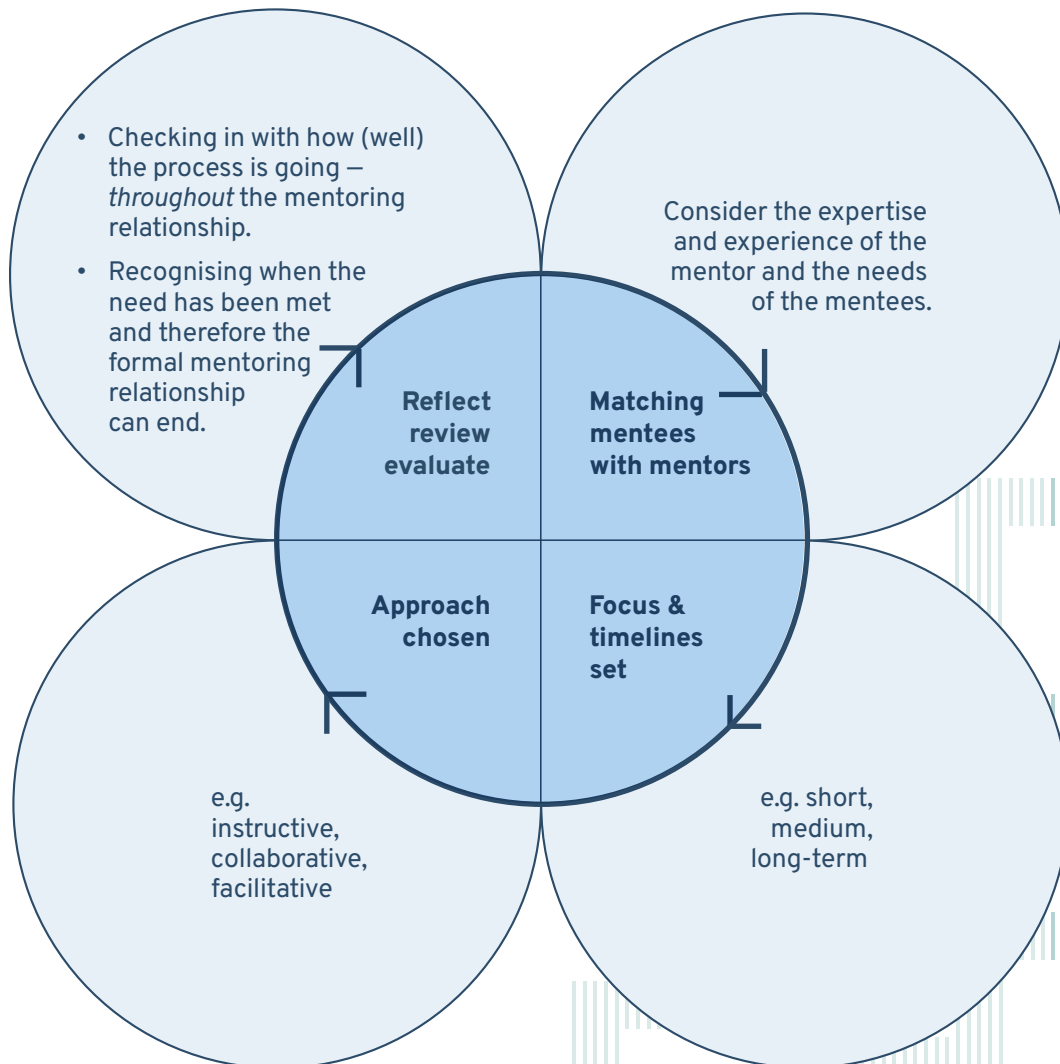 • Checking in with how (well)
the process is going –
throughout the mentoring
relationship.
• Recognising when the
need has been met
and therefore the
formal mentoring
relationship
can end.
Consider the expertise
and experience of the
mentor and the needs
of the mentees.
Reflect
review
evaluate
Matching
mentees
with mentors
Approach
chosen
Focus &
timelines
set
e.g.
instructive,
collaborative,
facilitative
e.g. short,
medium,
long-term